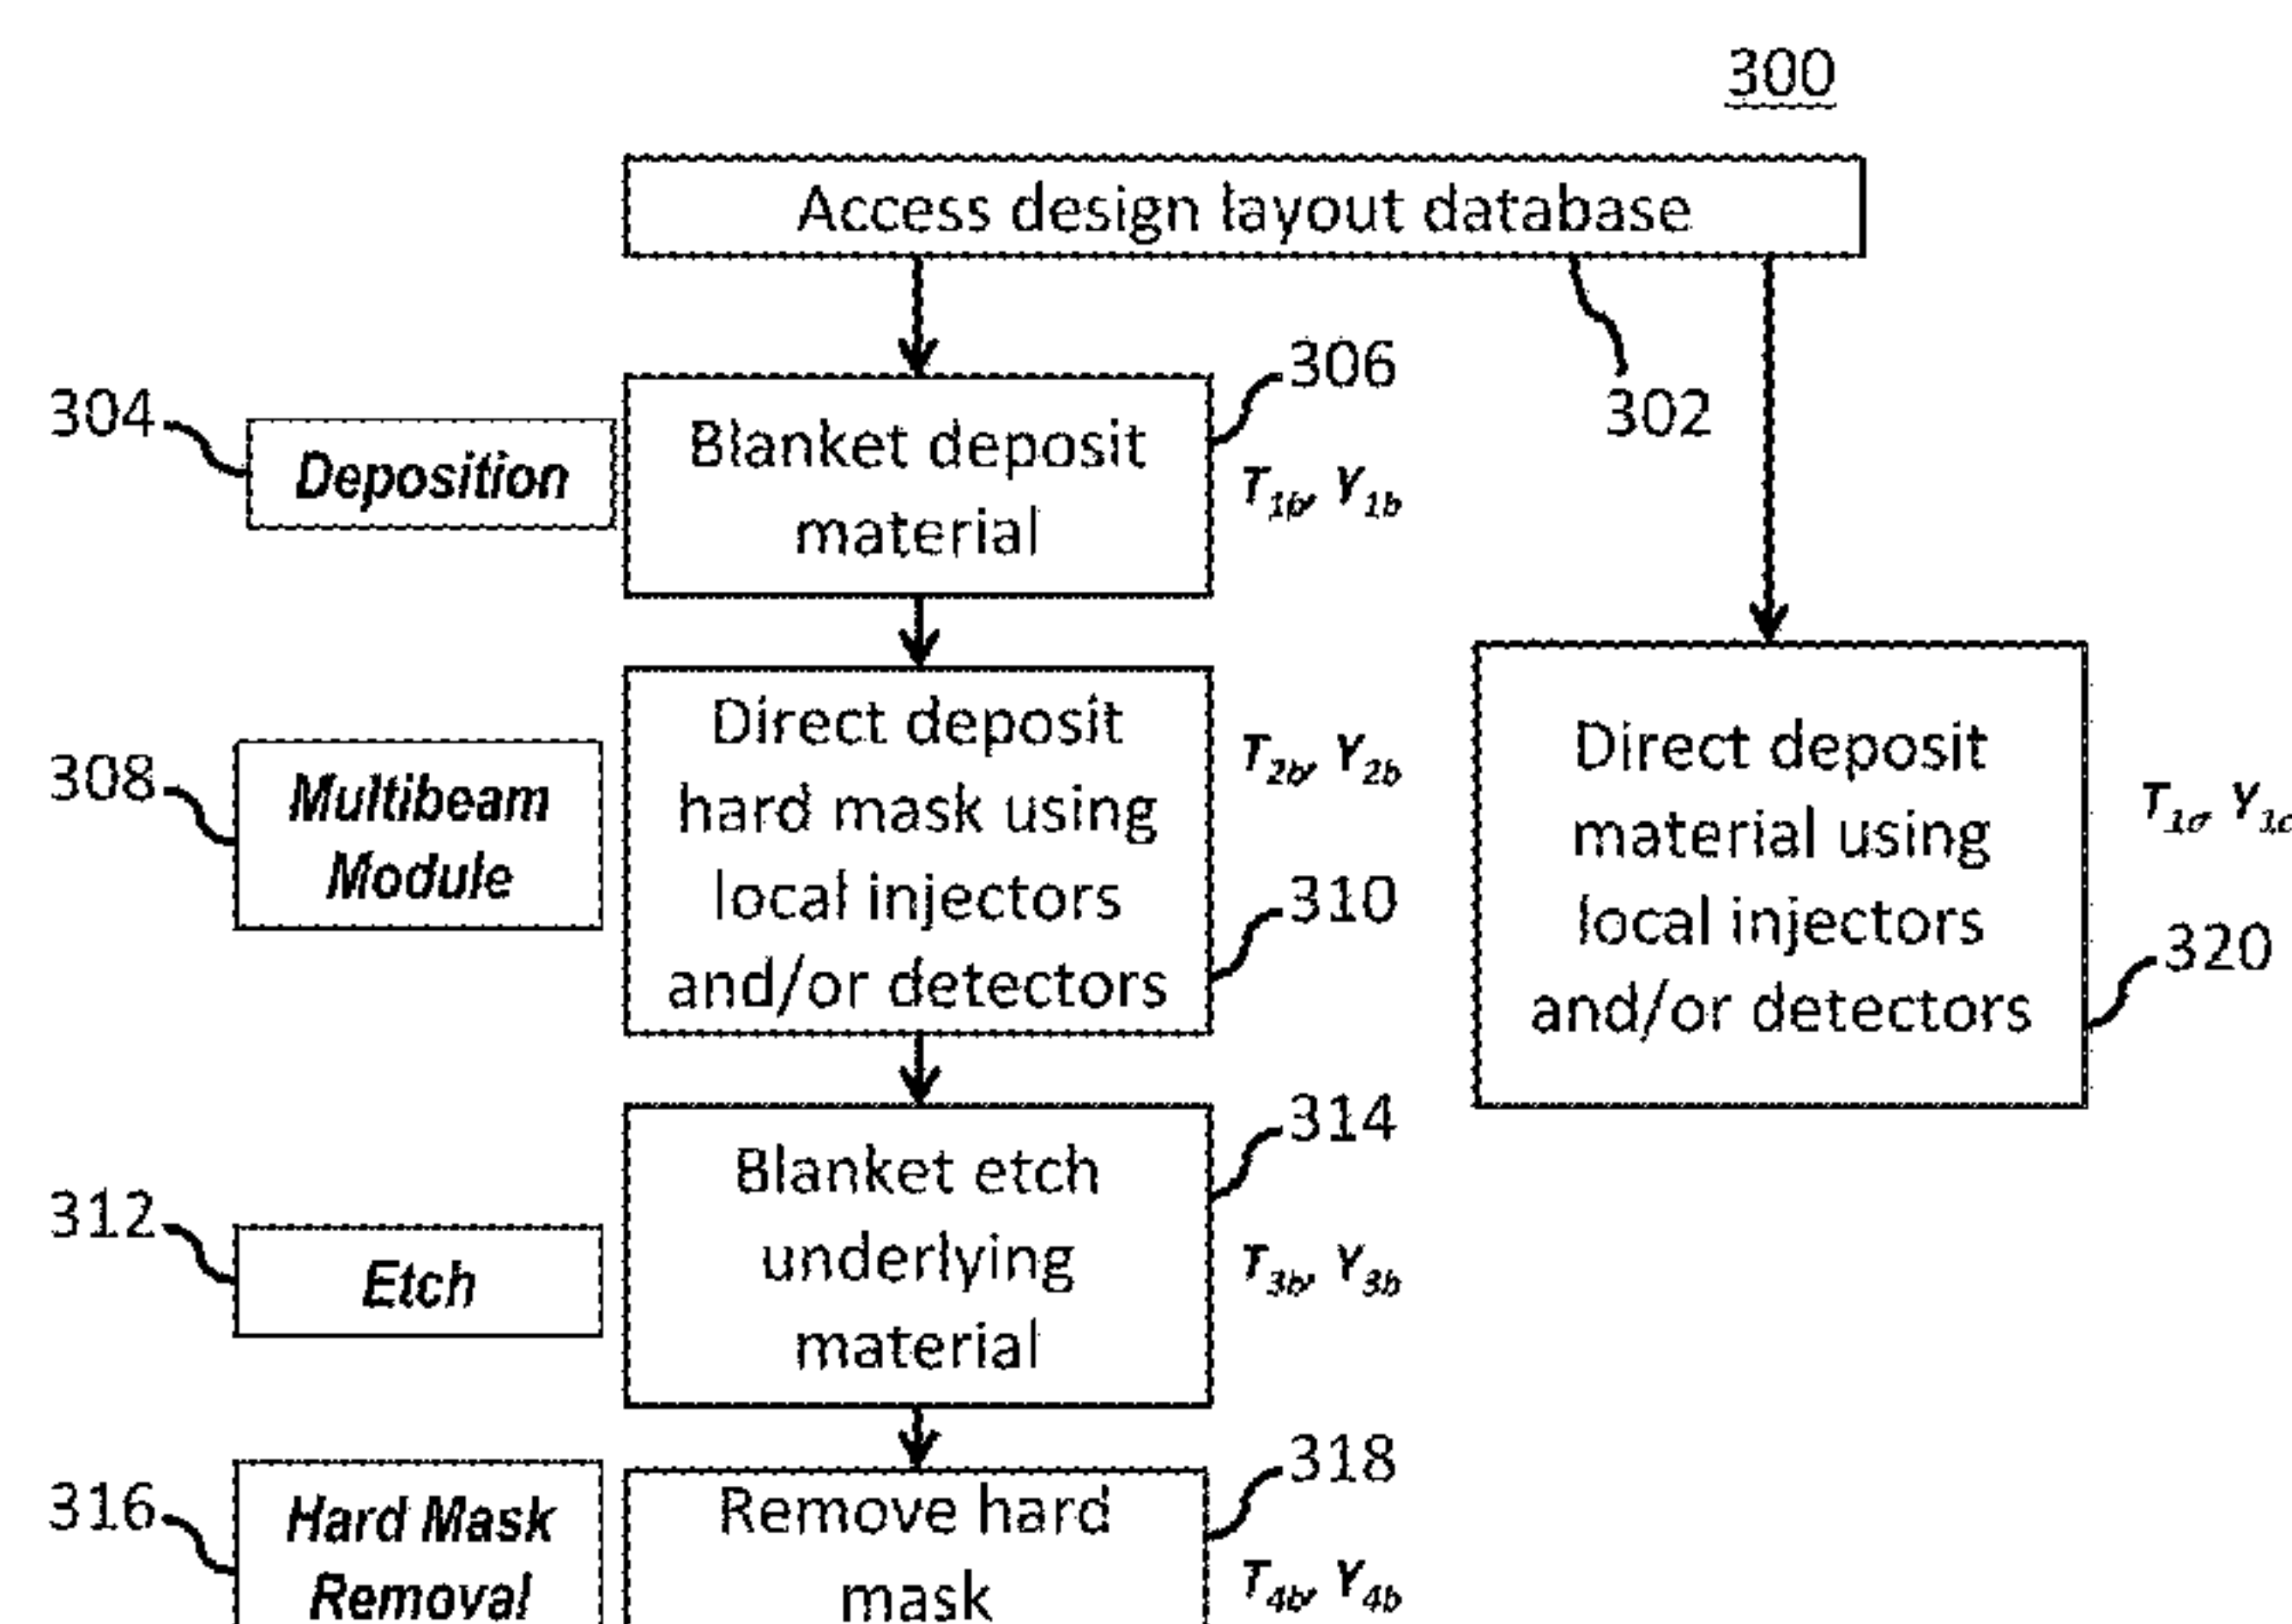 300
Access design layout database
302
304
Deposition
Blanket deposit
material
306
T1b, Y1b
308
Multibeam
Module
Direct deposit
hard mask using
local injectors
and/or detectors
T2b, Y2b
310
Direct deposit
material using
local injectors
and/or detectors
T1c, Y1c
320
312
Etch
Blanket etch
underlying
material
314
T3b, Y3b
316
Hard Mask
Removal
Remove hard
mask
318
T4b, Y4b